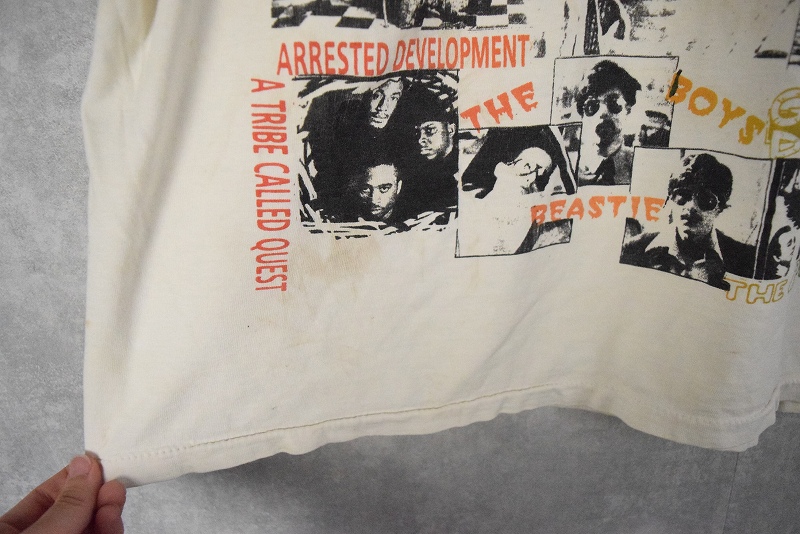 ARRESTED DEVELOPMENT
A TRIBE CALLED QUEST
THE
BEASTIE
BOYS
THE